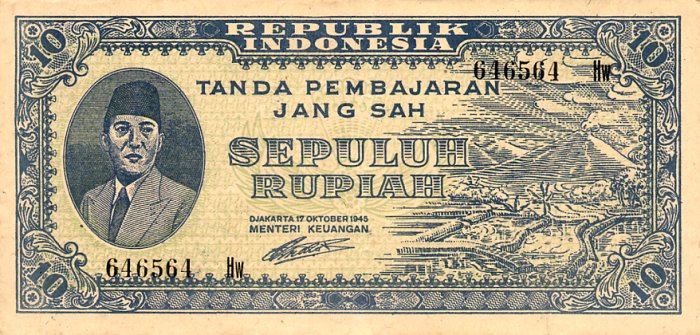 10
REPUBLIK
INDONESIA
10
646564 Hw
TANDA PEMBAJARAN
JANG SAH
SEPULUH
RUPIAH
DJAKARTA 17 OKTOBER 1945
MENTERI KEUANGAN
646564 Hw
10
10